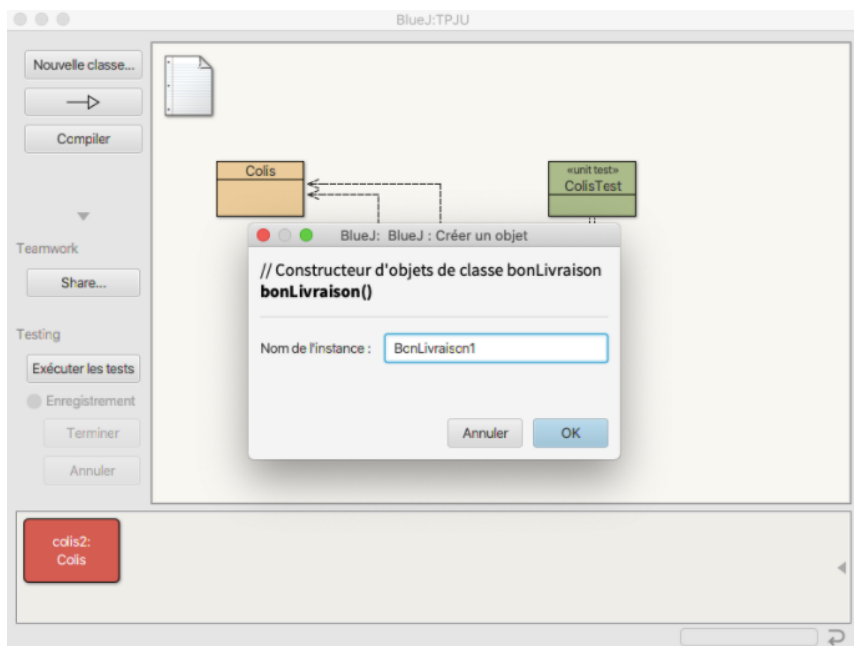 BlueJ:TPJU
Nouvelle classe...
Compiler
Teamwork
Share...
Testing
Exécuter les tests
Enregistrement
Terminer
Annuler
Colis
«unit test»
ColisTest
BlueJ: BlueJ : Créer un objet
// Constructeur d'objets de classe bonLivraison
bonLivraison()
Nom de l'instance : BonLivraison1
Annuler OK
colis2:
Colis